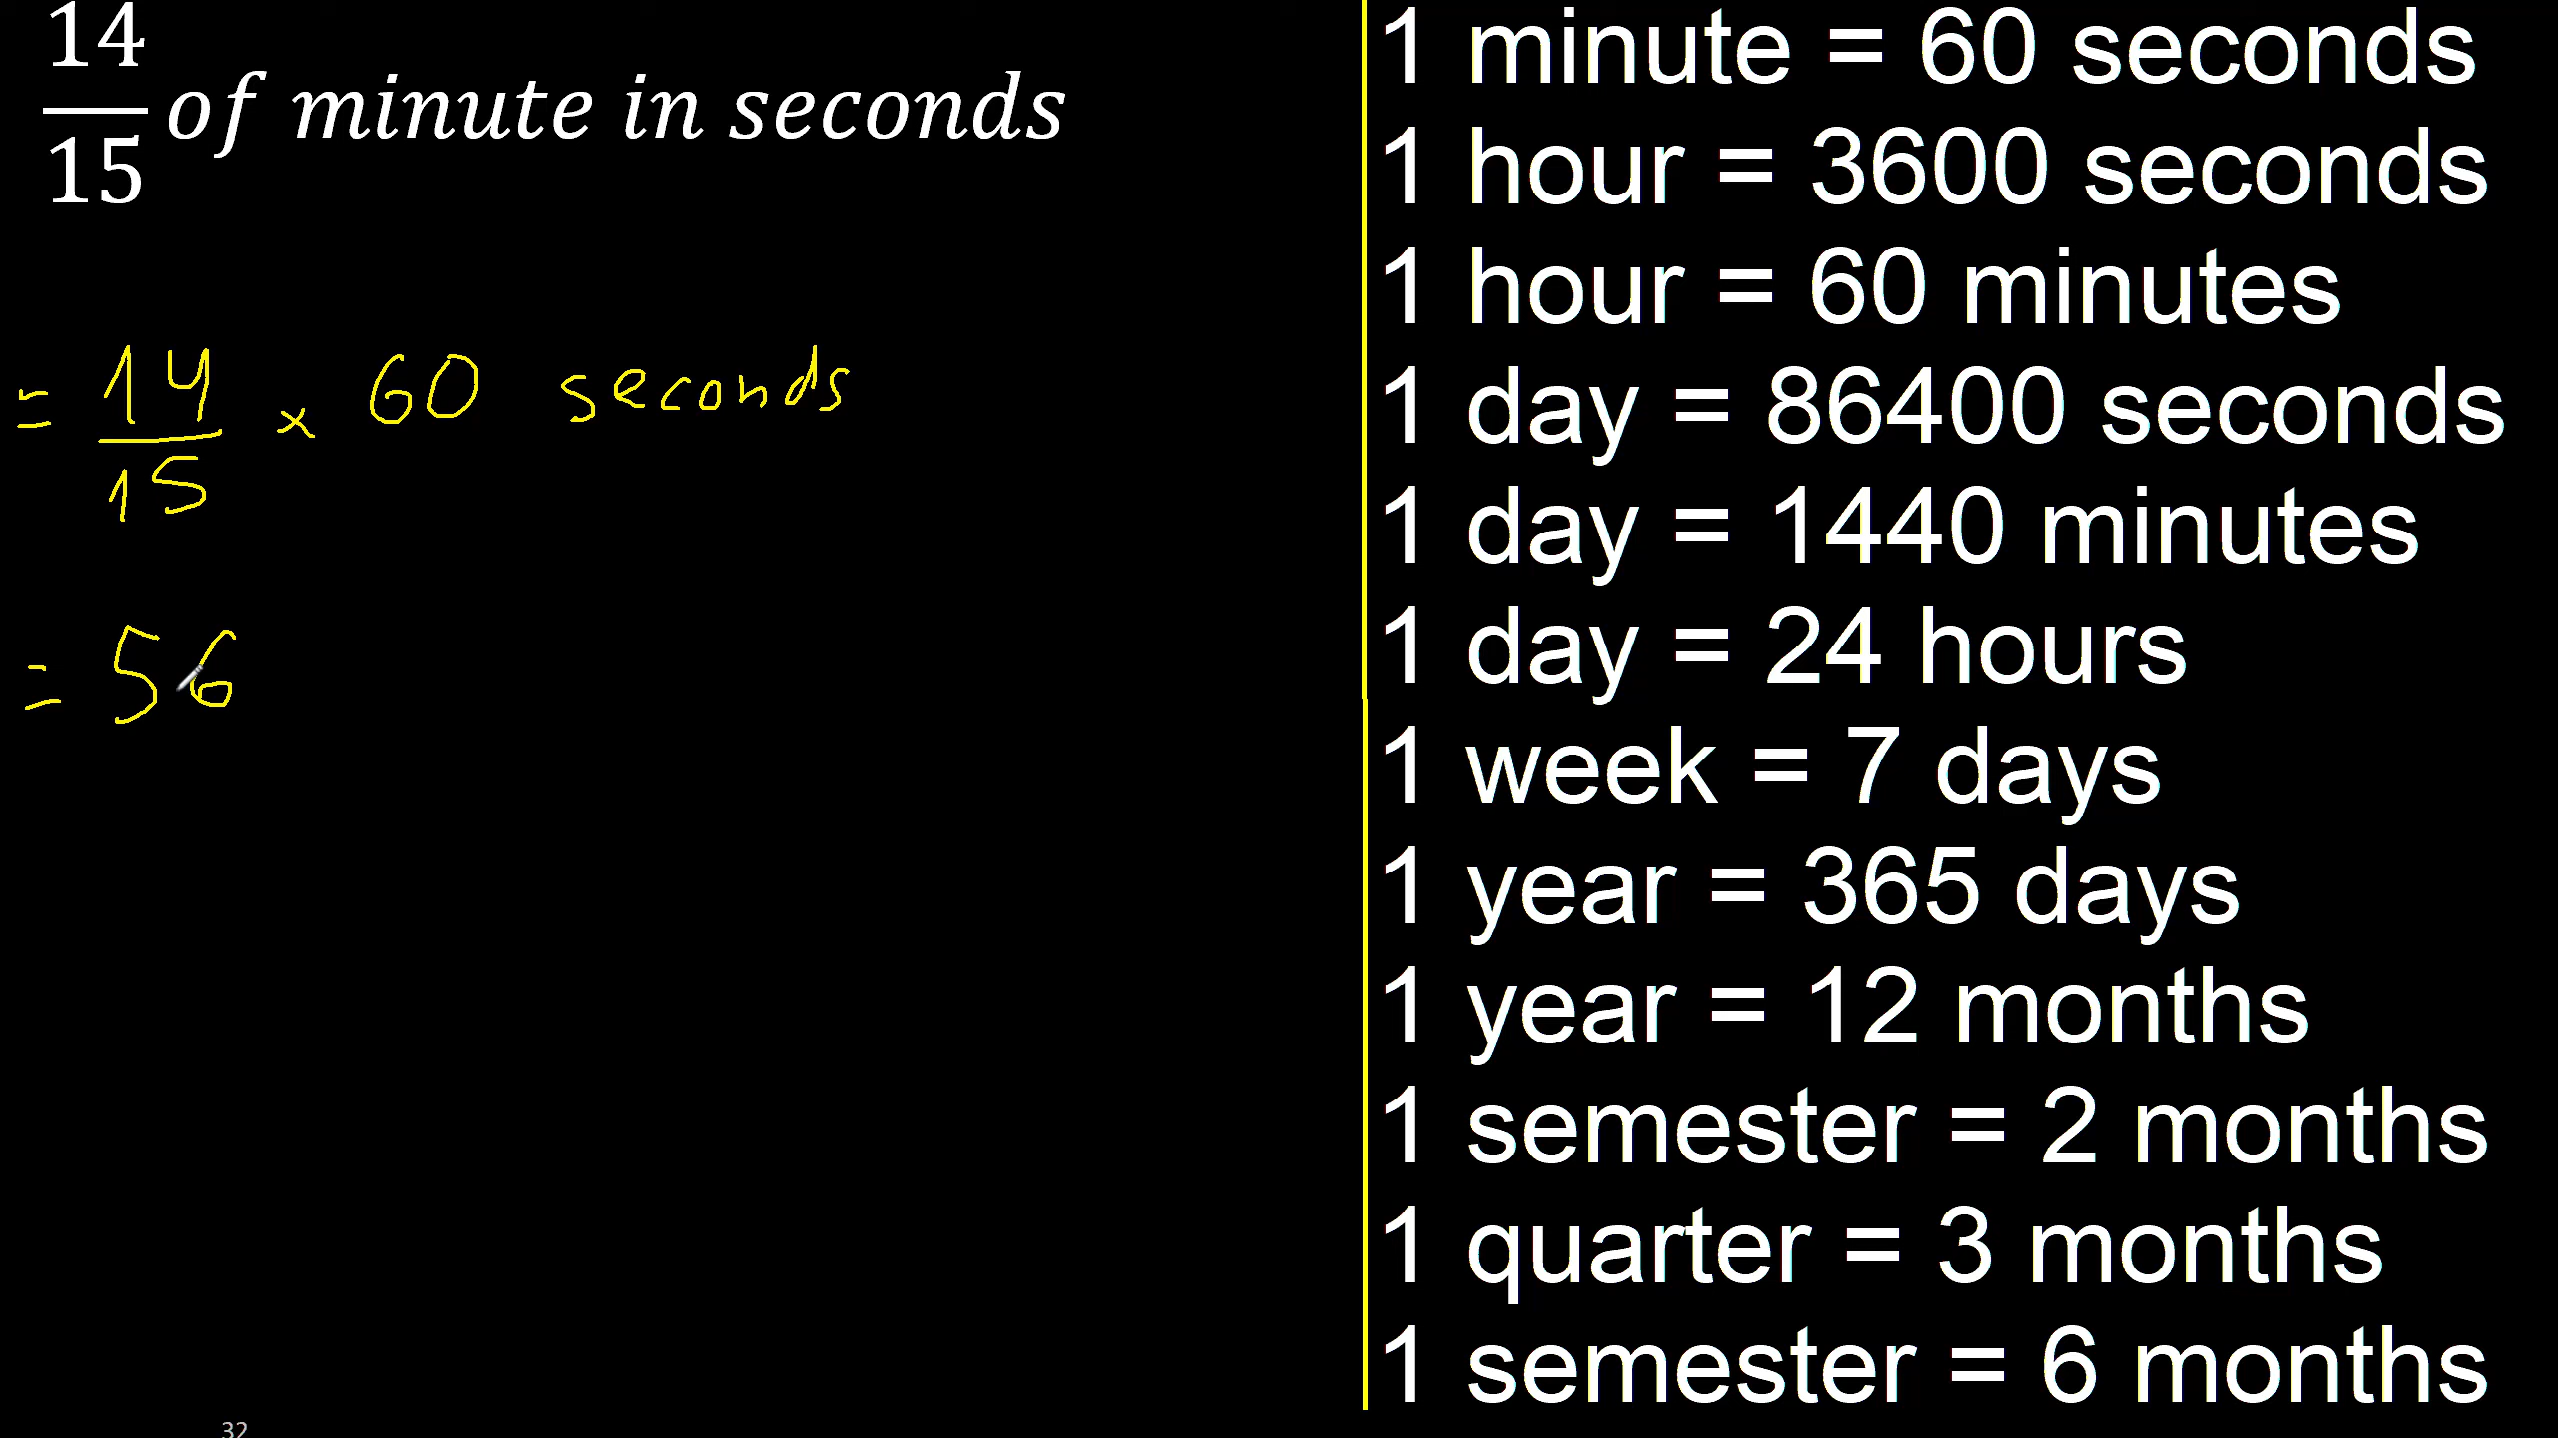 14
15 of minute in seconds
= 14
15 × 60 seconds
= 56
32
1 minute = 60 seconds
1 hour = 3600 seconds
1 hour = 60 minutes
1 day = 86400 seconds
1 day = 1440 minutes
1 day = 24 hours
1 week = 7 days
1 year = 365 days
1 year = 12 months
1 semester = 2 months
1 quarter = 3 months
1 semester = 6 months